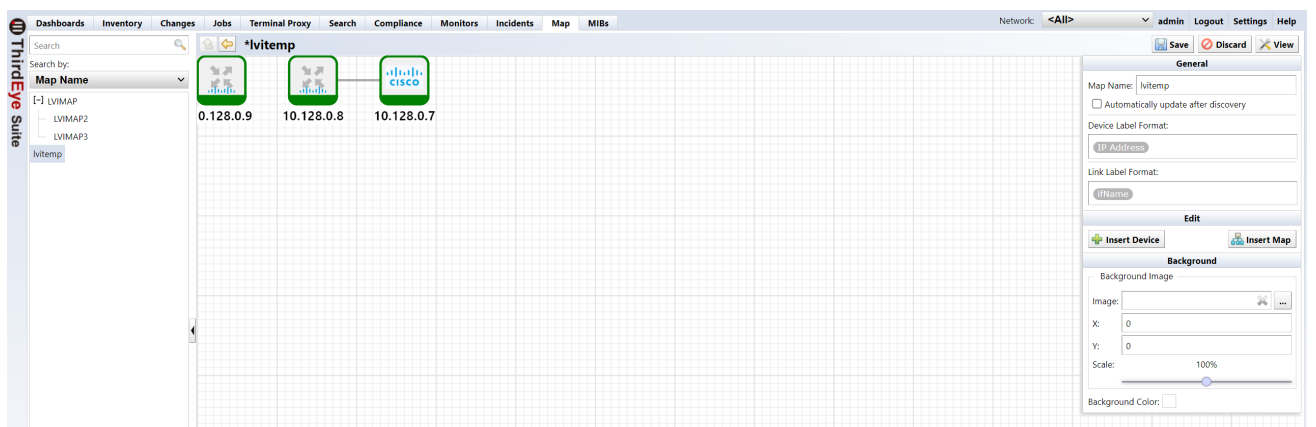 ThirdEye Suite
Dashboards Inventory Changes Jobs Terminal Proxy Search Compliance Monitors Incidents Map MIBs
Network: <All> admin Logout Settings Help
Search
Search by:
Map Name
[-] LVIMAP
LVIMAP2
LVIMAP3
lvitemp
*lvitemp
Save Discard View
CISCO
0.128.0.9 10.128.0.8 10.128.0.7
General
Map Name: lvitemp
Automatically update after discovery
Device Label Format:
IP Address
Link Label Format:
ifName
Edit
Insert Device Insert Map
Background
Background Image
Image: ...
X: 0
Y: 0
Scale: 100%
Background Color: